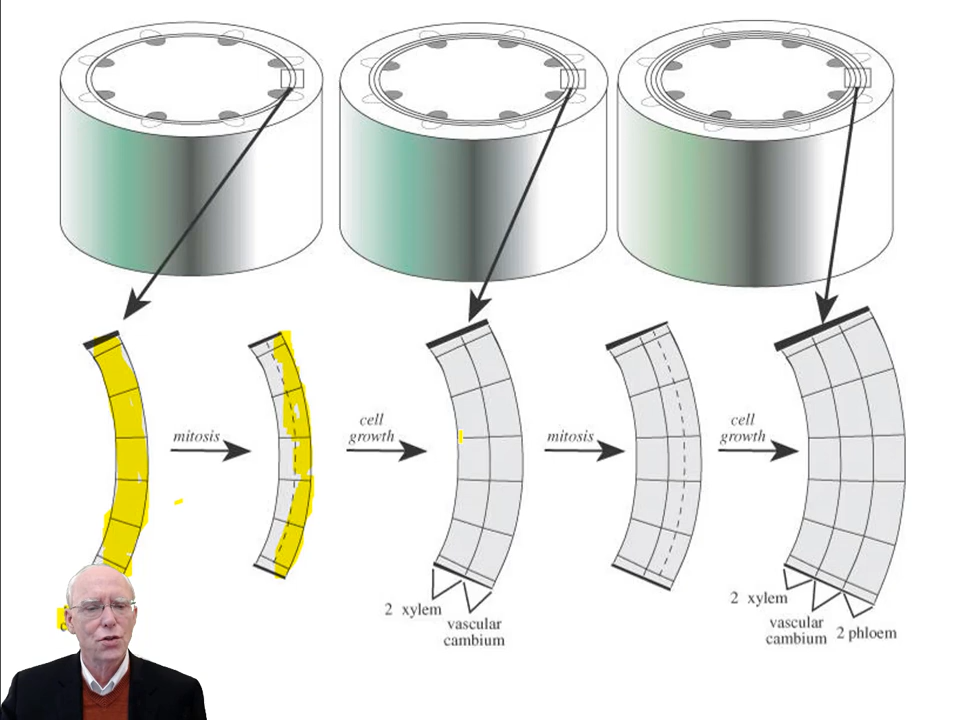 mitosis
cell
growth
mitosis
cell
growth
2 xylem
vascular
cambium
2 xylem
vascular
cambium
2 phloem